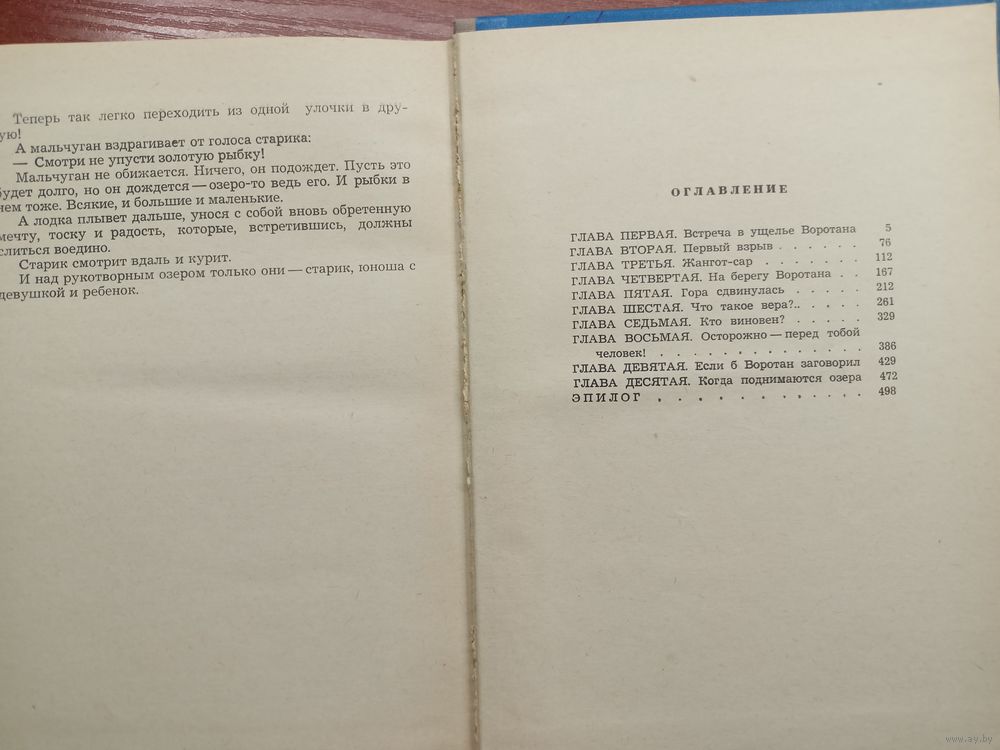 Теперь так легко переходить из одной улочки в дру-
ую!
А мальчуган вздрагивает от голоса старика:
— Смотри не упусти золотую рыбку!
Мальчуган не обижается. Ничего, он подождет. Пусть это
будет долго, но он дождется — озеро-то ведь его. И рыбки в
нем тоже. Всякие, и большие и маленькие.
А лодка плывет дальше, унося с собой вновь обретенную
мечту, тоску и радость, которые, встретившись, должны
слиться воедино.
Старик смотрит вдаль и курит.
И над рукотворным озером только они — старик, юноша с
девушкой и ребенок.
ОГЛАВЛЕНИЕ
ГЛАВА ПЕРВАЯ. Встреча в ущелье Воротана 5
ГЛАВА ВТОРАЯ. Первый взрыв . . . . . . 76
ГЛАВА ТРЕТЬЯ. Жангот-сар . . . . . . . 112
ГЛАВА ЧЕТВЕРТАЯ. На берегу Воротана . . 167
ГЛАВА ПЯТАЯ. Гора сдвинулась . . . . . 212
ГЛАВА ШЕСТАЯ. Что такое вера?.. . . . . 261
ГЛАВА СЕДЬМАЯ. Кто виновен? . . . . . 329
ГЛАВА ВОСЬМАЯ. Осторожно — перед тобой
человек! . . . . . . . . . . . . . 386
ГЛАВА ДЕВЯТАЯ. Если б Воротан заговорил 429
ГЛАВА ДЕСЯТАЯ. Когда поднимаются озера 472
ЭПИЛОГ . . . . . . . . . . . . 498
www.ay.by